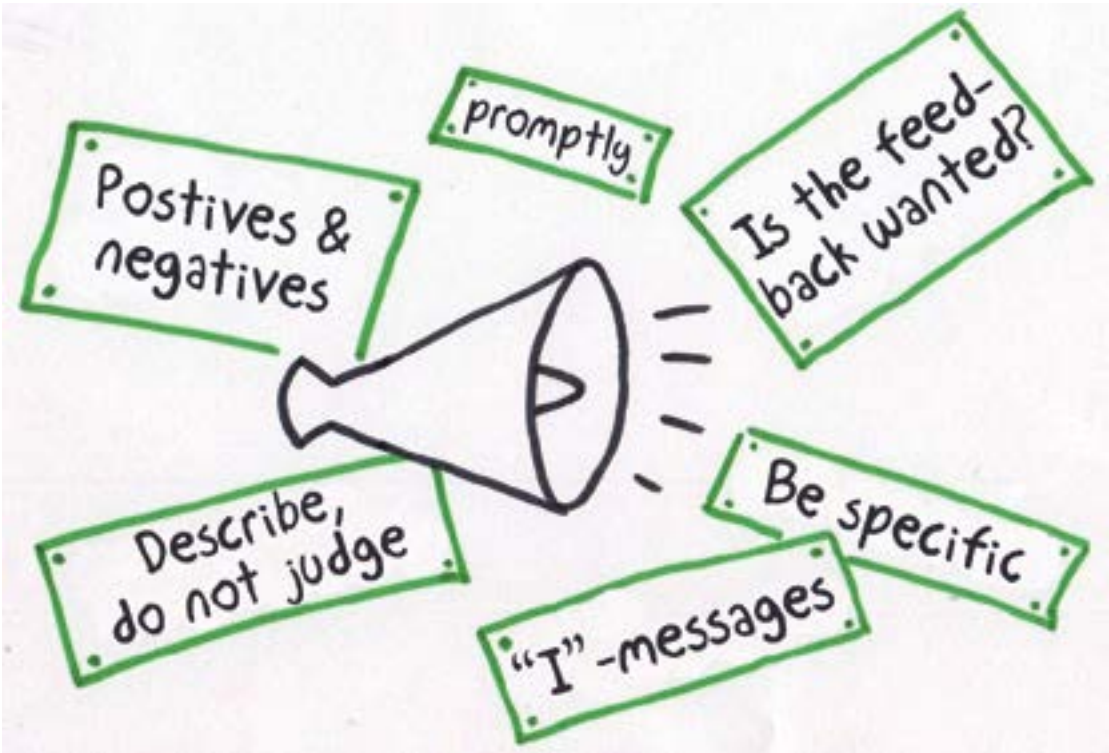 promptly
Is the feed-
back wanted?
Postives &
negatives
Describe,
do not judge
Be specific
"I"-messages